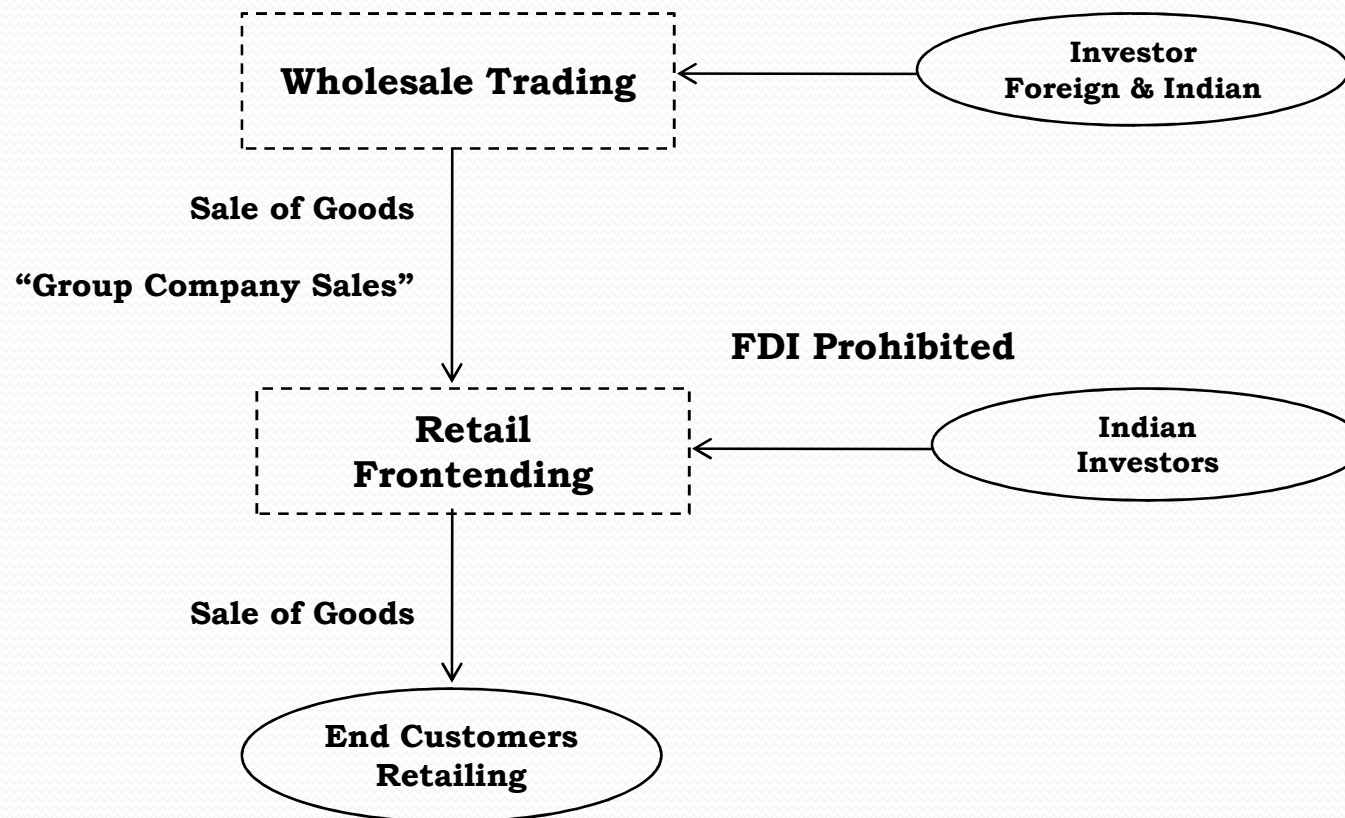 Wholesale Trading
Investor
Foreign & Indian
Sale of Goods
“Group Company Sales”
FDI Prohibited
Retail
Frontending
Indian
Investors
Sale of Goods
End Customers
Retailing